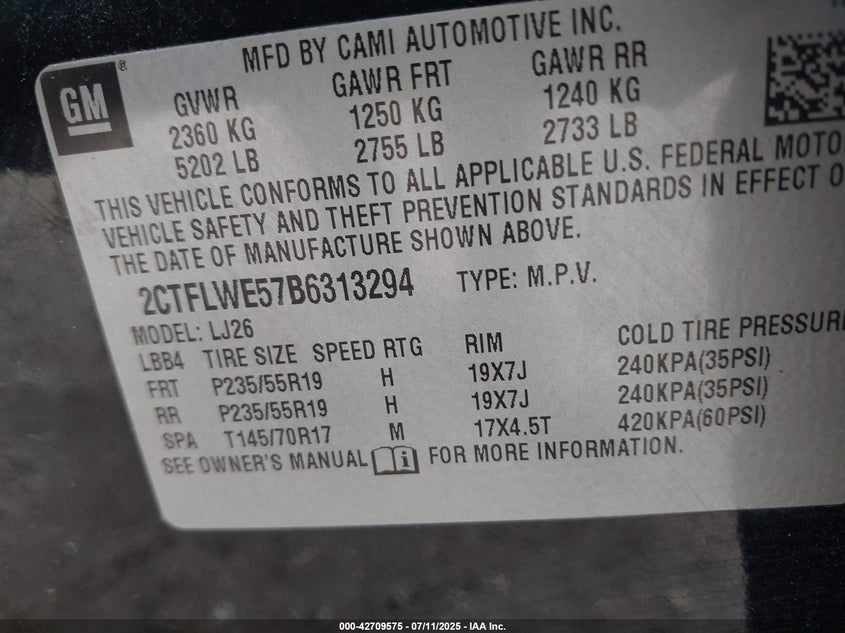 MFD BY CAMI AUTOMOTIVE INC.
GM ®
GVWR GAWR FRT GAWR RR
2360 KG 1250 KG 1240 KG
5202 LB 2755 LB 2733 LB
THIS VEHICLE CONFORMS TO ALL APPLICABLE U.S. FEDERAL MOTO
VEHICLE SAFETY AND THEFT PREVENTION STANDARDS IN EFFECT O
THE DATE OF MANUFACTURE SHOWN ABOVE.
2CTFLWE57B6313294 TYPE: M.P.V.
MODEL: LJ26
LBB4 TIRE SIZE SPEED RTG RIM COLD TIRE PRESSURE
FRT P235/55R19 H 19X7J 240KPA(35PSI)
RR P235/55R19 H 19X7J 240KPA(35PSI)
SPA T145/70R17 M 17X4.5T 420KPA(60PSI)
SEE OWNER'S MANUAL i FOR MORE INFORMATION.
000-42709575 - 07/11/2025 - IAA Inc.